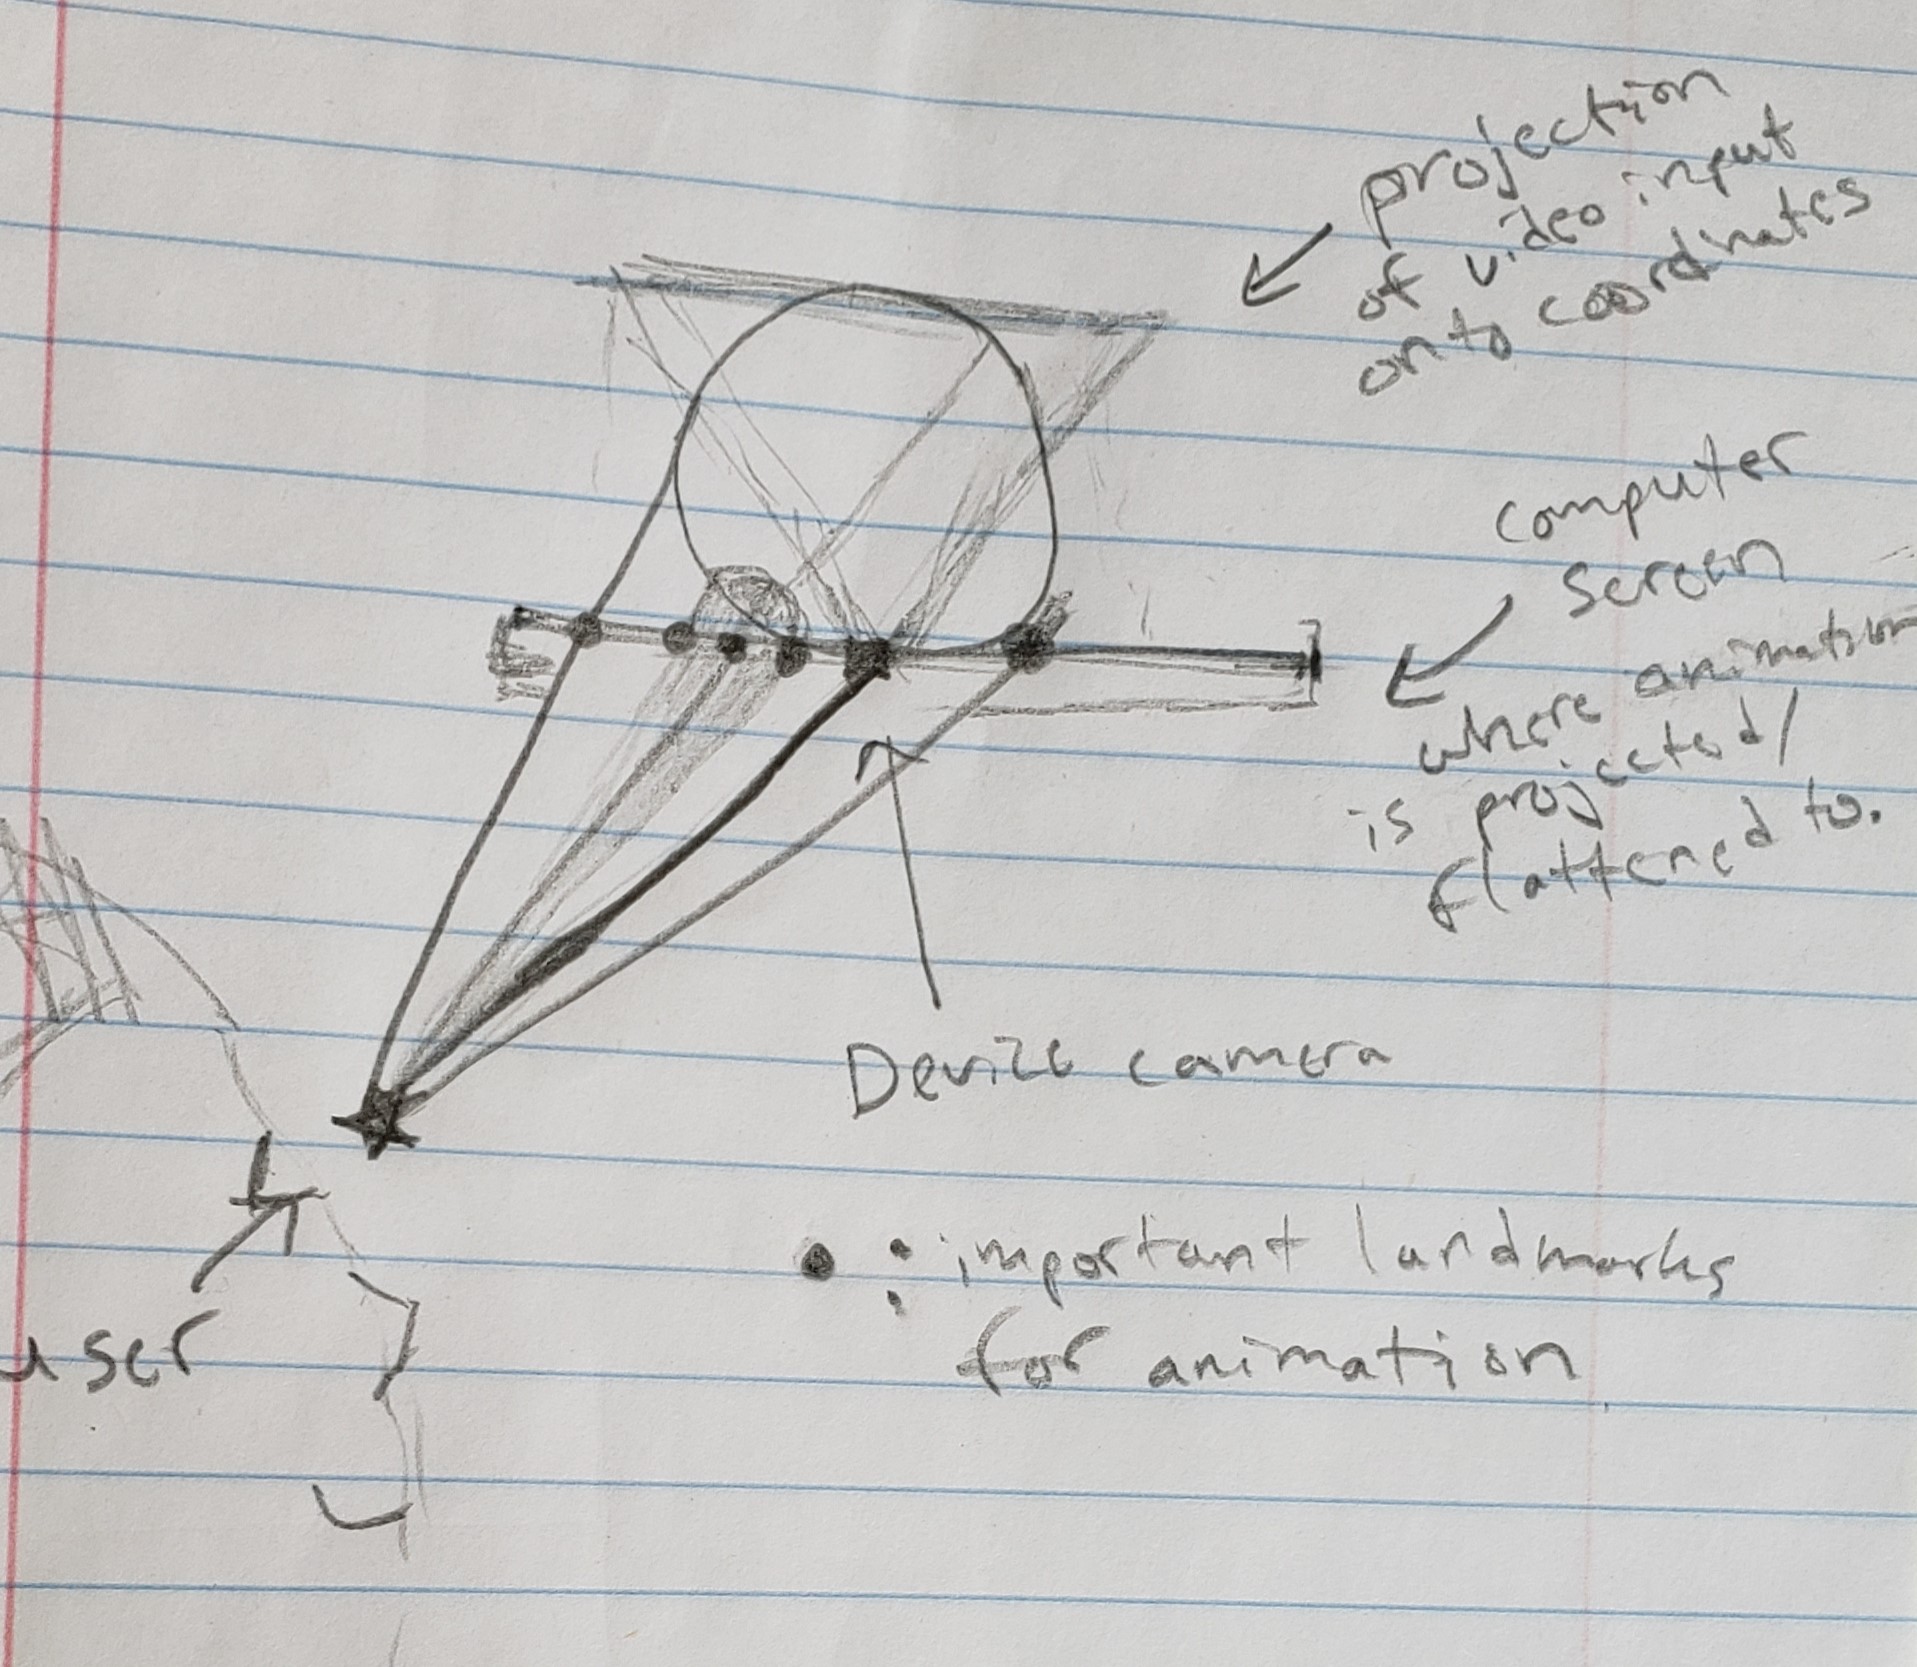 projection
of video input
onto coordinates
computer
screen
where animation
is projected/
flattened to.
Device camera
user
• : important landmarks
for animation